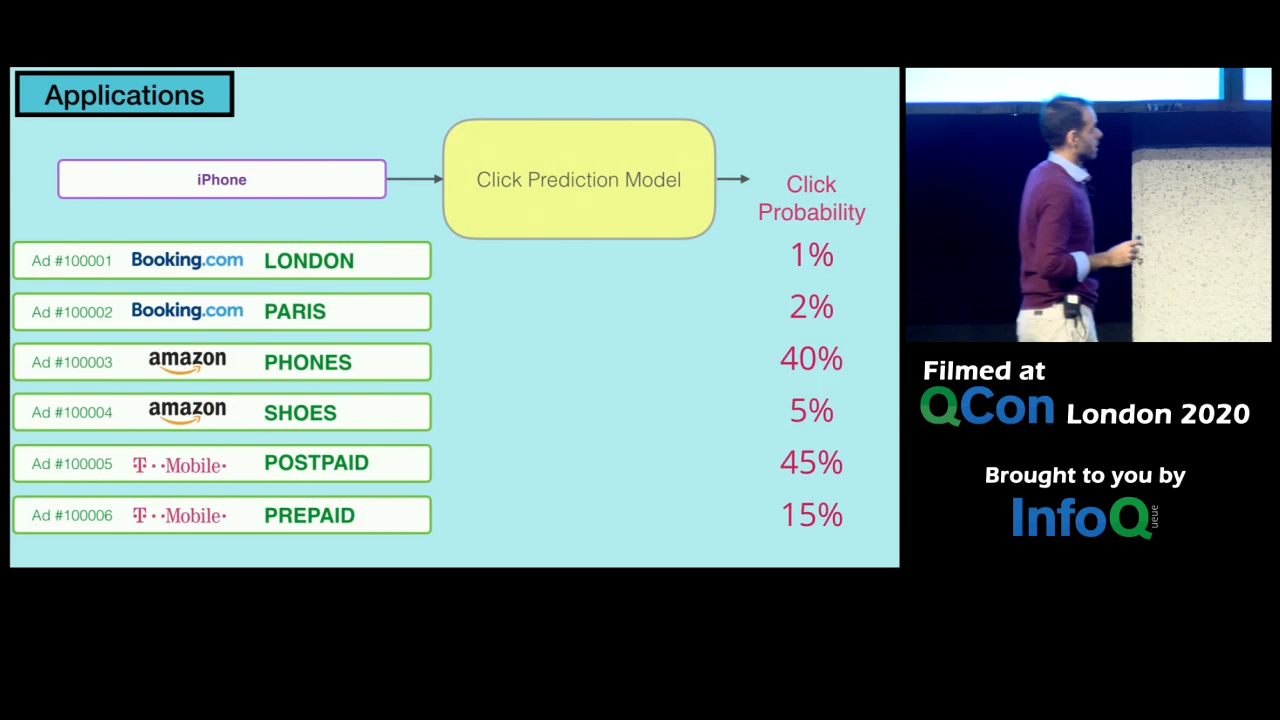 Applications
iPhone
Click Prediction Model
Click
Probability
Ad #100001 Booking.com LONDON 1%
Ad #100002 Booking.com PARIS 2%
Ad #100003 amazon PHONES 40%
Ad #100004 amazon SHOES 5%
Ad #100005 T··Mobile· POSTPAID 45%
Ad #100006 T··Mobile· PREPAID 15%
Filmed at
QCon London 2020
Brought to you by
InfoQ
ueue